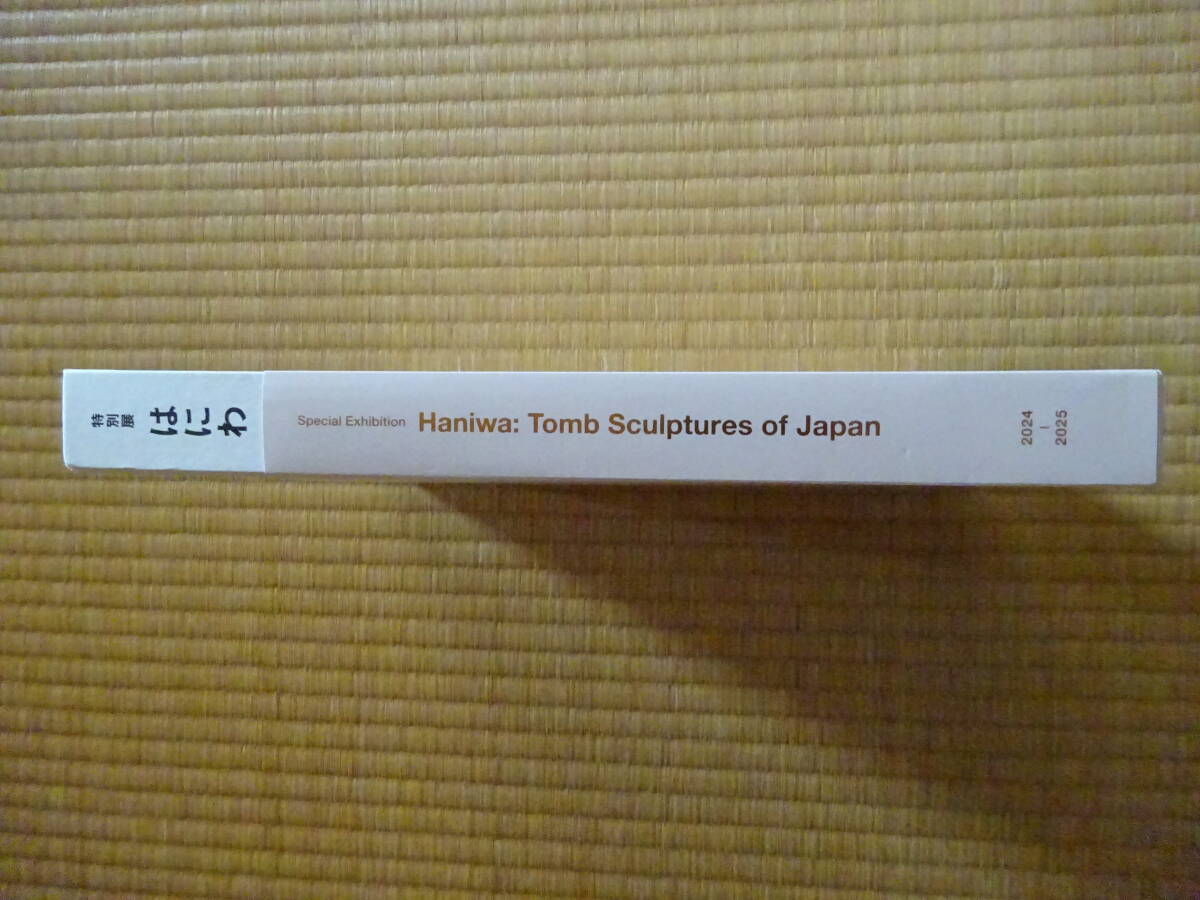 特別展
はにわ
Special Exhibition Haniwa: Tomb Sculptures of Japan
2024
–
2025